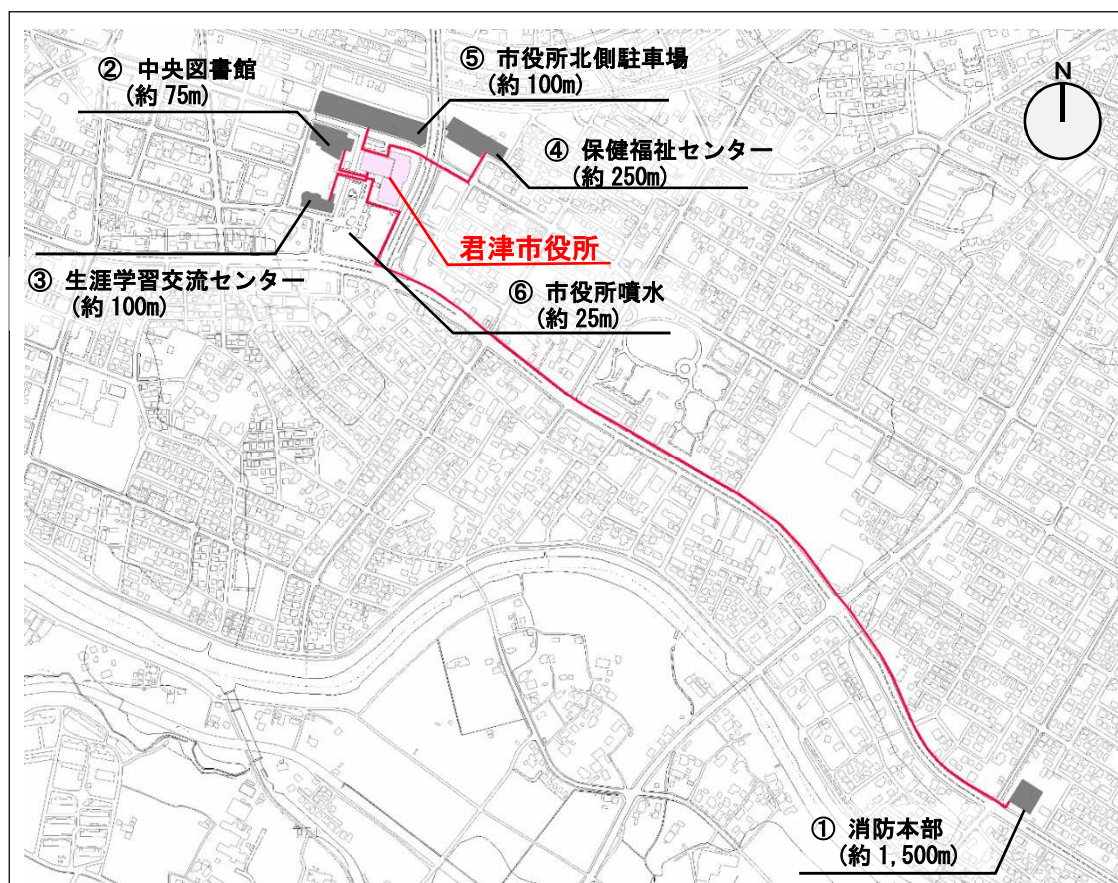 ② 中央図書館
(約 75m)
⑤ 市役所北側駐車場
(約 100m)
N
④ 保健福祉センター
(約 250m)
君津市役所
③ 生涯学習交流センター
(約 100m)
⑥ 市役所噴水
(約 25m)
① 消防本部
(約 1,500m)